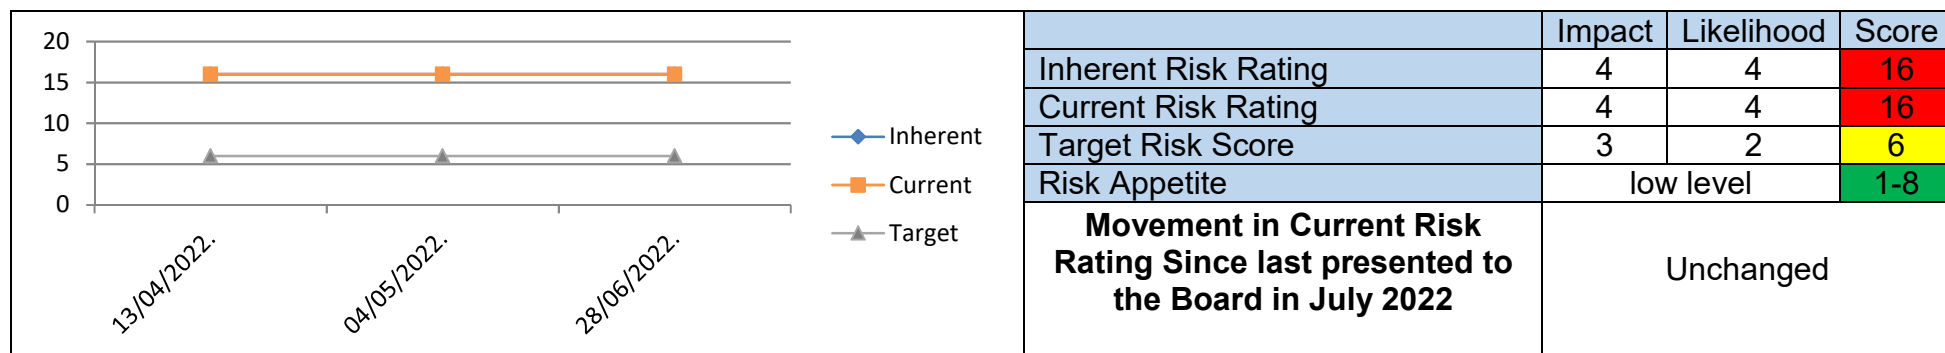 20
15
10
5
0
13/04/2022.
04/05/2022.
28/06/2022.
Inherent
Current
Target
Impact Likelihood Score
Inherent Risk Rating 4 4 16
Current Risk Rating 4 4 16
Target Risk Score 3 2 6
Risk Appetite low level 1-8
Movement in Current Risk
Rating Since last presented to
the Board in July 2022
Unchanged